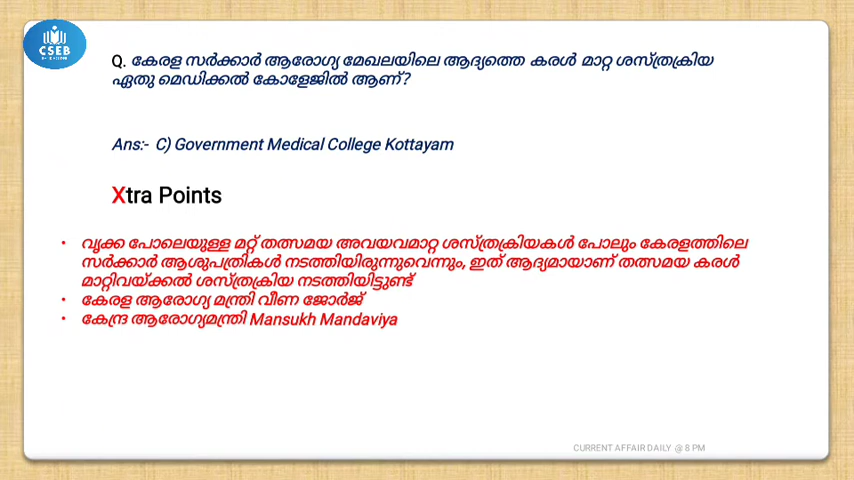 CSEB
Q. കേരള സർക്കാർ ആരോഗ്യ മേഖലയിലെ ആദ്യത്തെ കരൾ മാറ്റ ശസ്ത്രക്രിയ
ഏതു മെഡിക്കൽ കോളേജിൽ ആണ്?
Ans:- C) Government Medical College Kottayam
Xtra Points
• വൃക്ക പോലെയുള്ള മറ്റ് തത്സമയ അവയവമാറ്റ ശസ്ത്രക്രിയകൾ പോലും കേരളത്തിലെ
സർക്കാർ ആശുപത്രികൾ നടത്തിയിരുന്നുവെന്നും, ഇത് ആദ്യമായാണ് തത്സമയ കരൾ
മാറ്റിവയ്ക്കൽ ശസ്ത്രക്രിയ നടത്തിയിട്ടുണ്ട്
• കേരള ആരോഗ്യ മന്ത്രി വീണ ജോർജ്
• കേന്ദ്ര ആരോഗ്യമന്ത്രി Mansukh Mandaviya
CURRENT AFFAIR DAILY @ 8 PM